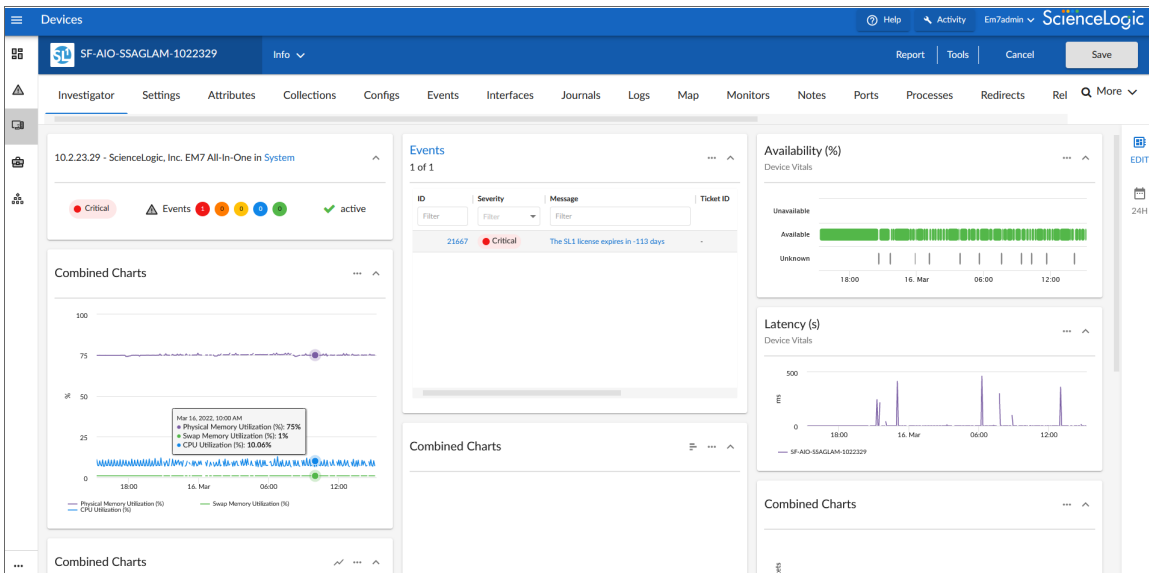 Devices
Help
Activity
Em7admin
ScienceLogic
SF-AIO-SSAGLAM-1022329
Info
Report
Tools
Cancel
Save
Investigator
Settings
Attributes
Collections
Configs
Events
Interfaces
Journals
Logs
Map
Monitors
Notes
Ports
Processes
Redirects
Rel
More
10.2.23.29 - ScienceLogic, Inc. EM7 All-In-One in System
Critical
Events
1
0
0
0
0
active
Combined Charts
100
75
%
50
25
0
Mar 16, 2022, 10:00 AM
Physical Memory Utilization (%): 75%
Swap Memory Utilization (%): 1%
CPU Utilization (%): 10.06%
18:00
16. Mar
06:00
12:00
Physical Memory Utilization (%)
Swap Memory Utilization (%)
CPU Utilization (%)
Combined Charts
Events
1 of 1
ID
Severity
Message
Ticket ID
Filter
Filter
Filter
21667
Critical
The SL1 license expires in -113 days
-
Combined Charts
Availability (%)
Device Vitals
Unavailable
Available
Unknown
18:00
16. Mar
06:00
12:00
Latency (s)
Device Vitals
500
ms
0
18:00
16. Mar
06:00
12:00
SF-AIO-SSAGLAM-1022329
Combined Charts
EDIT
24H